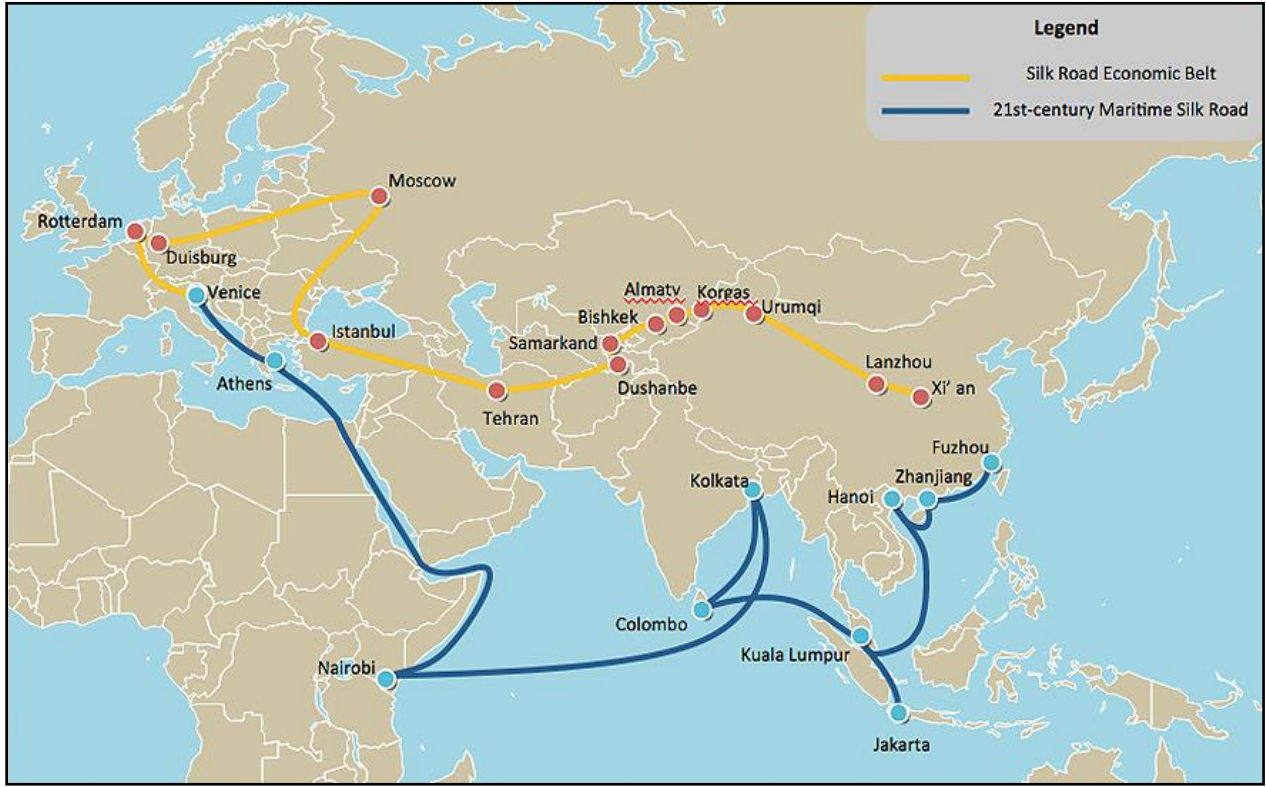 Legend
Silk Road Economic Belt
21st-century Maritime Silk Road
Moscow
Rotterdam
Duisburg
Venice
Almatv
Korgas
Urumqi
Bishkek
Istanbul
Samarkand
Lanzhou
Athens
Dushanbe
Xi’ an
Tehran
Fuzhou
Zhanjiang
Kolkata
Hanoi
Colombo
Kuala Lumpur
Nairobi
Jakarta